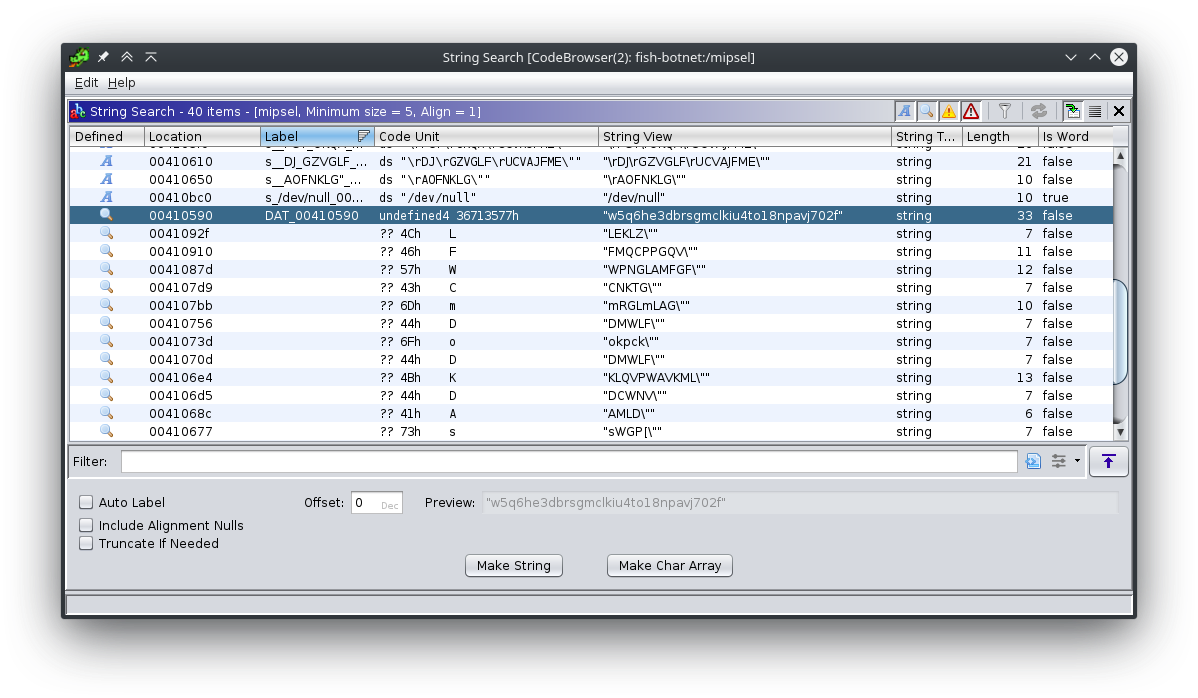 String Search [CodeBrowser(2): fish-botnet:/mipsel]
Edit Help
String Search - 40 items - [mipsel, Minimum size = 5, Align = 1]
Defined Location Label Code Unit String View String T... Length Is Word
00410610 s__DJ_GZVGLF_... ds "\rDJ\rGZVGLF\rUCVAJFME\"" "\rDJ\rGZVGLF\rUCVAJFME\"" string 21 false
00410650 s__AOFNKLG"_... ds "\rAOFNKLG\"" "\rAOFNKLG\"" string 10 false
00410bc0 s_/dev/null_00... ds "/dev/null" "/dev/null" string 10 true
00410590 DAT_00410590 undefined4 36713577h "w5q6he3dbrsgmclkiu4to18npavj702f" string 33 false
0041092f ?? 4Ch L "LEKLZ\"" string 7 false
00410910 ?? 46h F "FMQCPPGQV\"" string 11 false
0041087d ?? 57h W "WPNGLAMFGF\"" string 12 false
004107d9 ?? 43h C "CNKTG\"" string 7 false
004107bb ?? 6Dh m "mRGLmLAG\"" string 10 false
00410756 ?? 44h D "DMWLF\"" string 7 false
0041073d ?? 6Fh o "okpck\"" string 7 false
0041070d ?? 44h D "DMWLF\"" string 7 false
004106e4 ?? 4Bh K "KLQVPWAVKML\"" string 13 false
004106d5 ?? 44h D "DCWNV\"" string 7 false
0041068c ?? 41h A "AMLD\"" string 6 false
00410677 ?? 73h s "sWGP[\"" string 7 false
Filter:
Auto Label Offset: 0 Dec Preview: "w5q6he3dbrsgmclkiu4to18npavj702f"
Include Alignment Nulls
Truncate If Needed
Make String Make Char Array